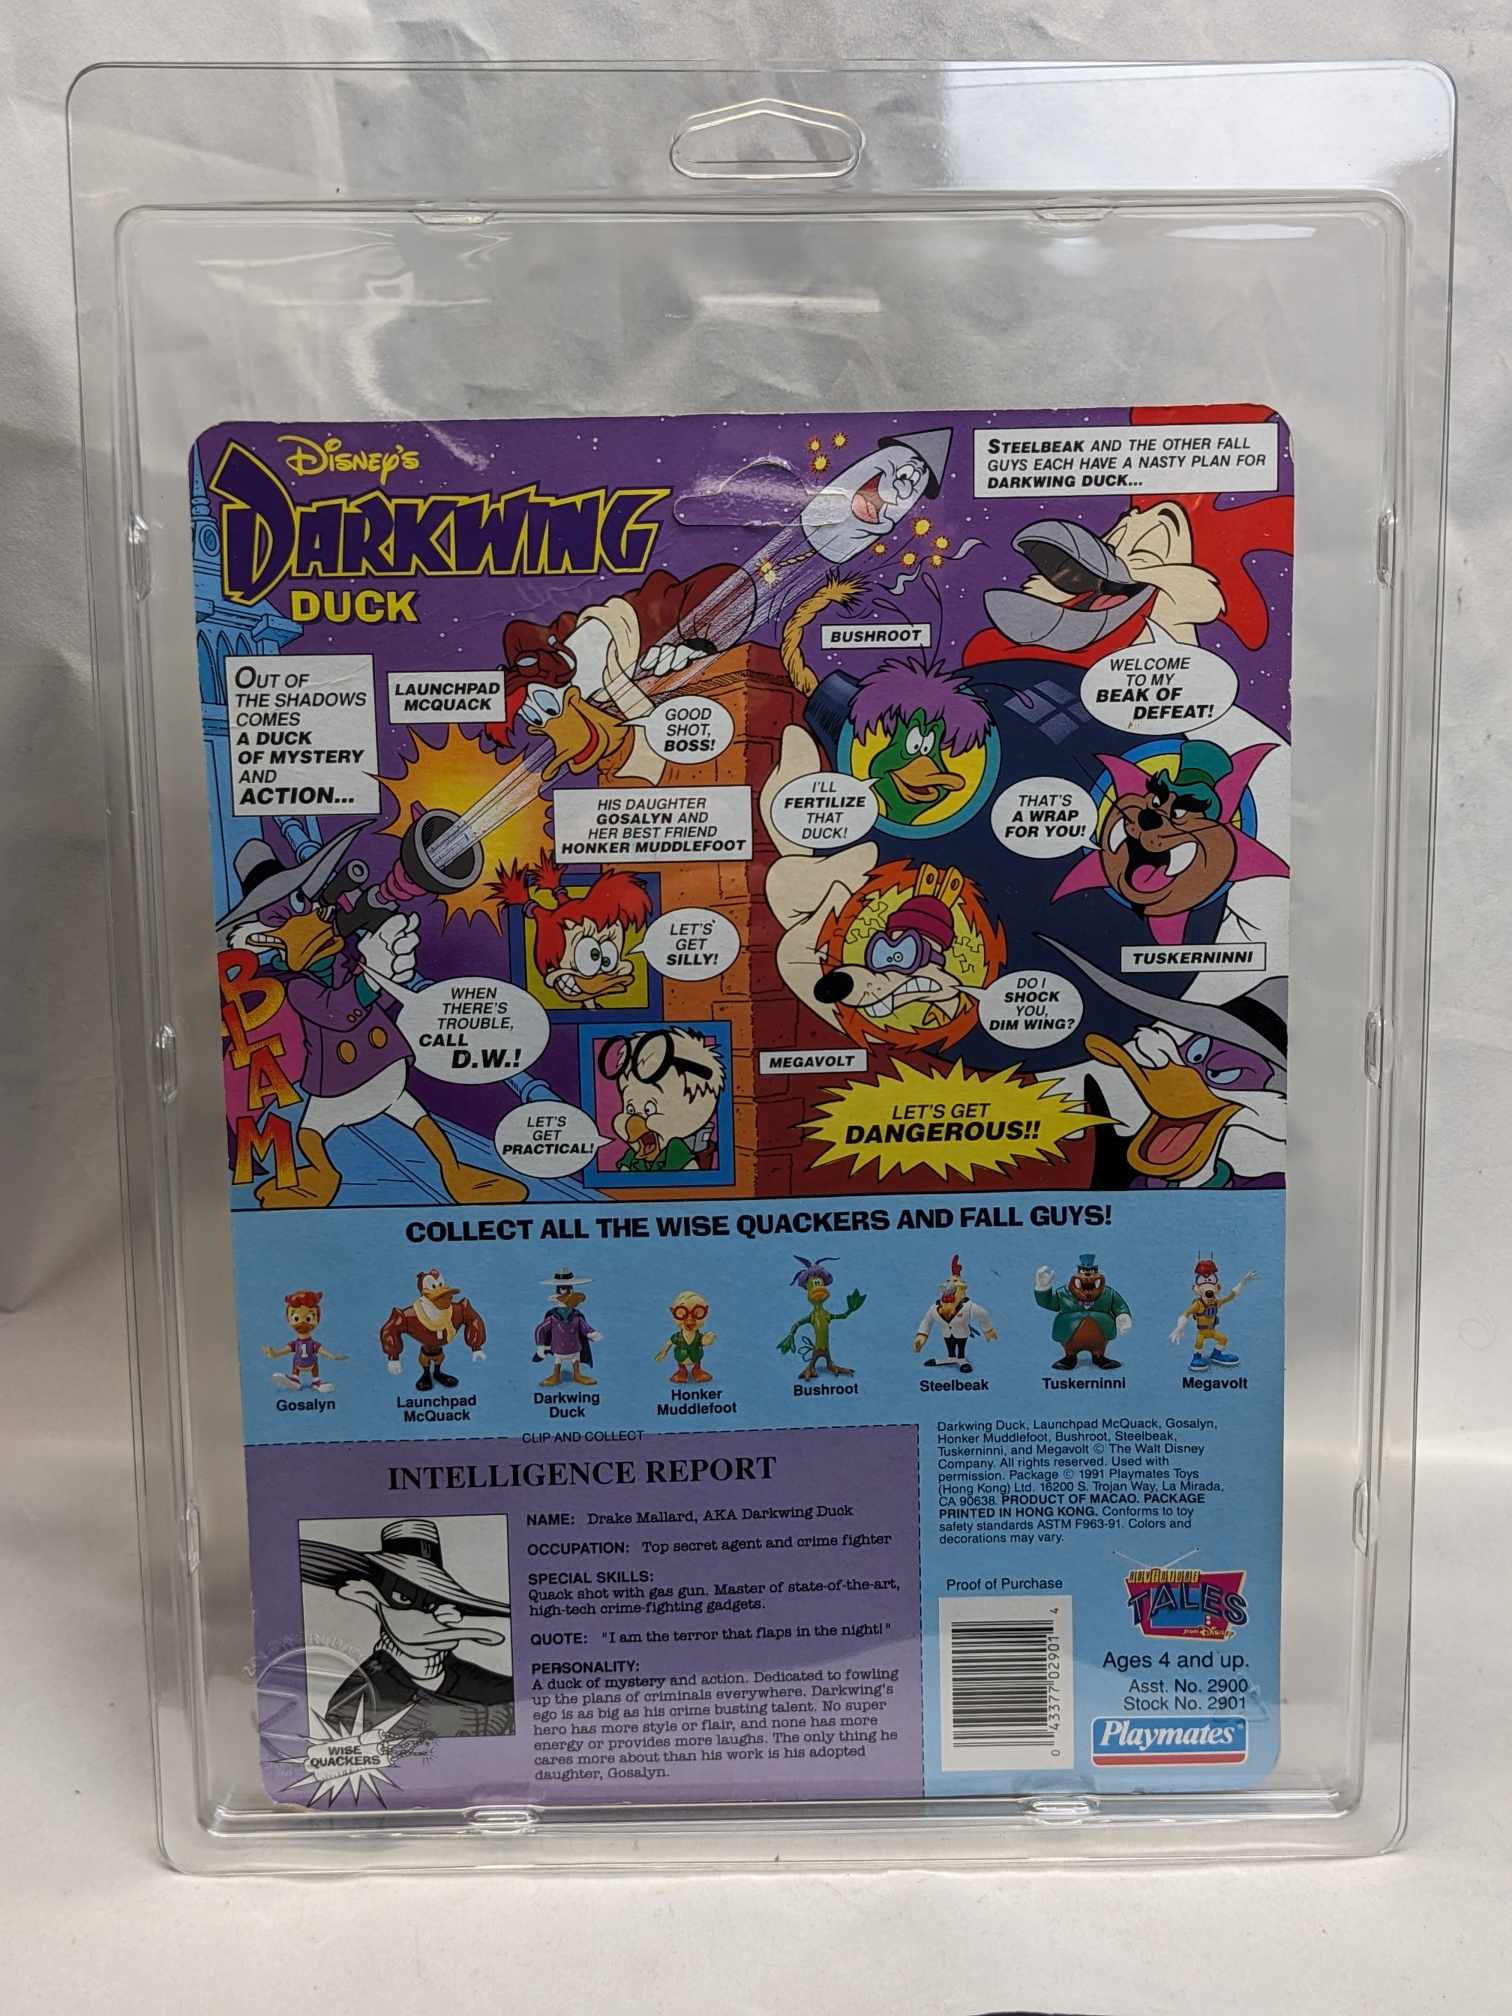 DISNEY'S
DARKWING
DUCK
STEELBEAK AND THE OTHER FALL
GUYS EACH HAVE A NASTY PLAN FOR
DARKWING DUCK...
OUT OF
THE SHADOWS
COMES
A DUCK
OF MYSTERY
AND
ACTION...
LAUNCHPAD
MCQUACK
GOOD
SHOT,
BOSS!
BUSHROOT
WELCOME
TO MY
BEAK OF
DEFEAT!
HIS DAUGHTER
GOSALYN AND
HER BEST FRIEND
HONKER MUDDLEFOOT
I'LL
FERTILIZE
THAT
DUCK!
THAT'S
A WRAP
FOR YOU!
LET'S
GET
SILLY!
TUSKERNINNI
BLAM
WHEN
THERE'S
TROUBLE,
CALL
D.W.!
DO I
SHOCK
YOU,
DIM WING?
MEGAVOLT
LET'S
GET
PRACTICAL!
LET'S GET
DANGEROUS!!
COLLECT ALL THE WISE QUACKERS AND FALL GUYS!
Gosalyn
Launchpad
McQuack
Darkwing
Duck
Honker
Muddlefoot
Bushroot
Steelbeak
Tuskerninni
Megavolt
CLIP AND COLLECT
INTELLIGENCE REPORT
NAME: Drake Mallard, AKA Darkwing Duck
OCCUPATION: Top secret agent and crime fighter
SPECIAL SKILLS:
Quack shot with gas gun. Master of state-of-the-art,
high-tech crime-fighting gadgets.
QUOTE: "I am the terror that flaps in the night!"
PERSONALITY:
A duck of mystery and action. Dedicated to fowling
up the plans of criminals everywhere. Darkwing's
ego is as big as his crime busting talent. No super
hero has more style or flair, and none has more
energy or provides more laughs. The only thing he
cares more about than his work is his adopted
daughter, Gosalyn.
WISE
QUACKERS
Darkwing Duck, Launchpad McQuack, Gosalyn,
Honker Muddlefoot, Bushroot, Steelbeak,
Tuskerninni, and Megavolt © The Walt Disney
Company. All rights reserved. Used with
permission. Package © 1991 Playmates Toys
(Hong Kong) Ltd. 16200 S. Trojan Way, La Mirada,
CA 90638. PRODUCT OF MACAO. PACKAGE
PRINTED IN HONG KONG. Conforms to toy
safety standards ASTM F963-91. Colors and
decorations may vary.
Proof of Purchase
0 43377 02901 4
ADVENTURE
TALES
from Disney
Ages 4 and up.
Asst. No. 2900
Stock No. 2901
Playmates®